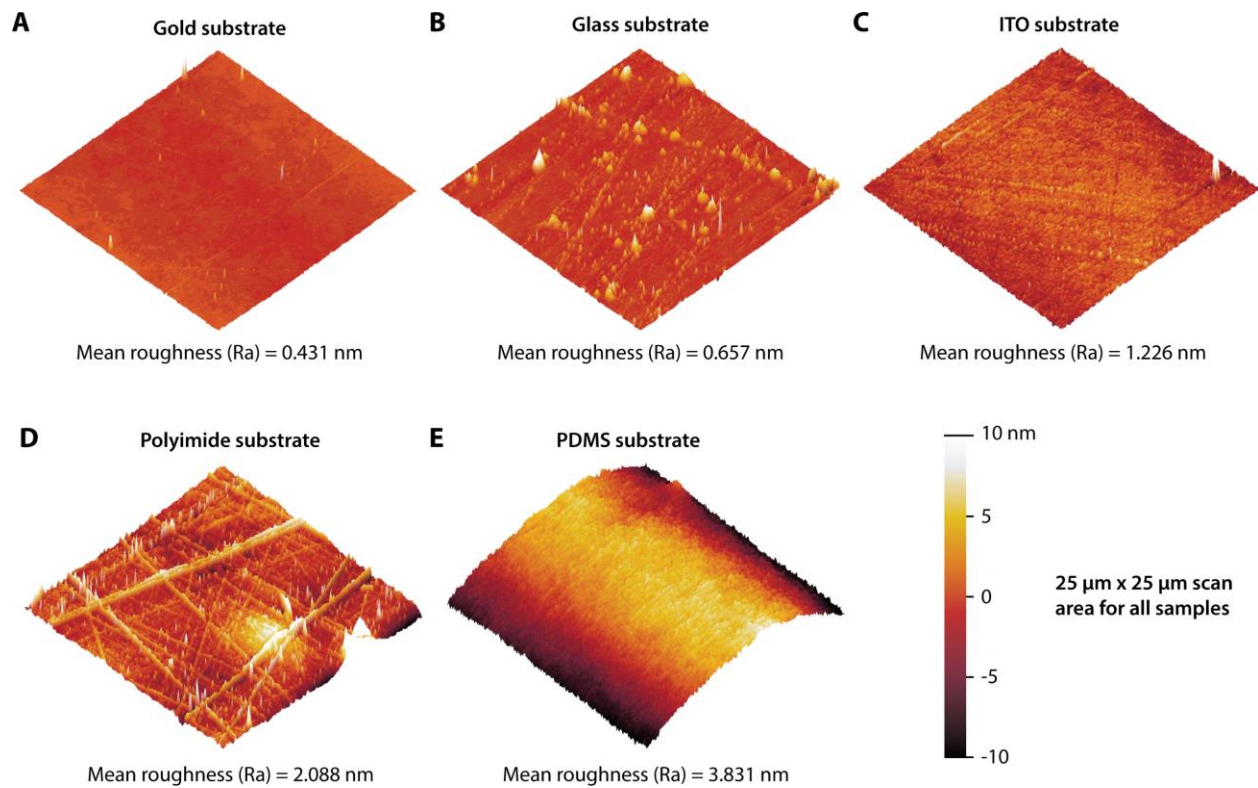 A
Gold substrate
B
Glass substrate
C
ITO substrate
Mean roughness (Ra) = 0.431 nm
Mean roughness (Ra) = 0.657 nm
Mean roughness (Ra) = 1.226 nm
D
Polyimide substrate
E
PDMS substrate
Mean roughness (Ra) = 2.088 nm
Mean roughness (Ra) = 3.831 nm
10 nm
5
0
-5
-10
25 µm x 25 µm scan
area for all samples